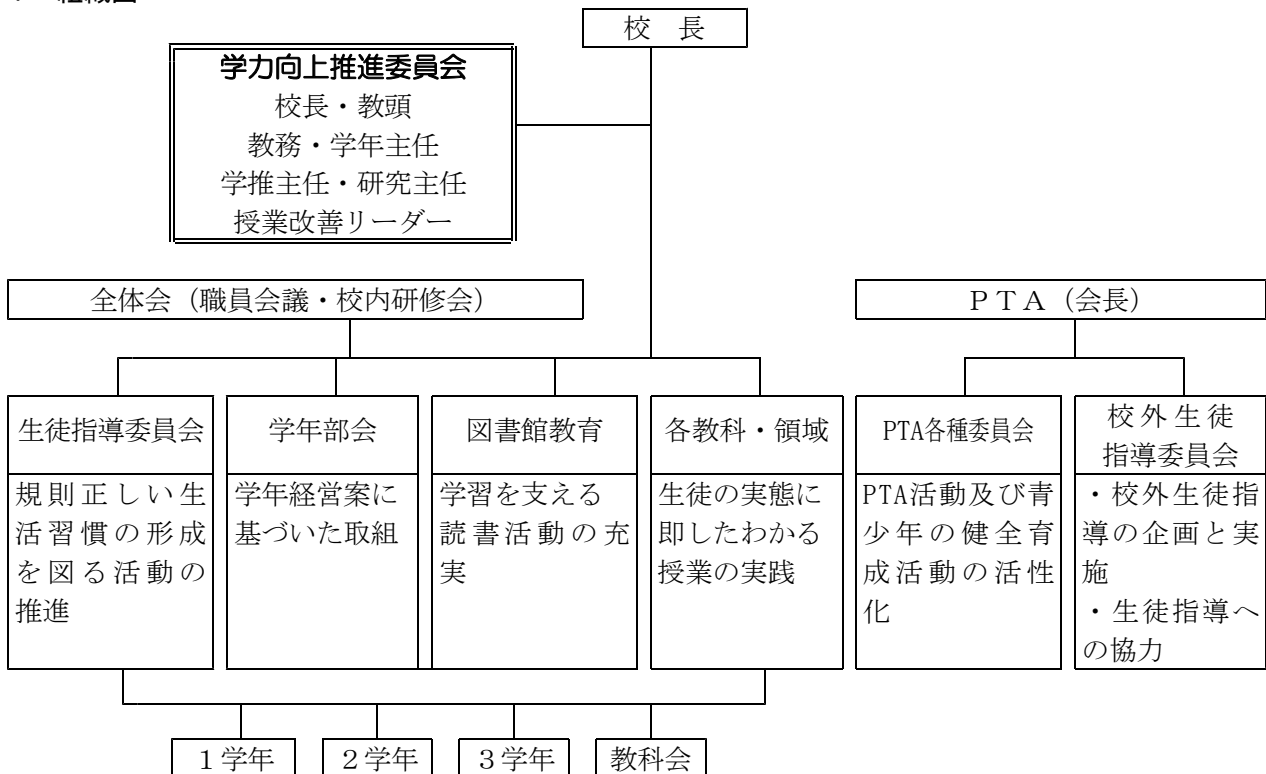 校　長
学力向上推進委員会
校長・教頭
教務・学年主任
学推主任・研究主任
授業改善リーダー
全体会（職員会議・校内研修会）
ＰＴＡ（会長）
生徒指導委員会
規則正しい生
活習慣の形成
を図る活動の
推進
学年部会
学年経営案に
基づいた取組
図書館教育
学習を支える
読書活動の充
実
各教科・領域
生徒の実態に
即したわかる
授業の実践
PTA各種委員会
PTA活動及び青
少年の健全育
成活動の活性
化
校外生徒
指導委員会
・校外生徒指
導の企画と実
施
・生徒指導へ
の協力
１学年
２学年
３学年
教科会